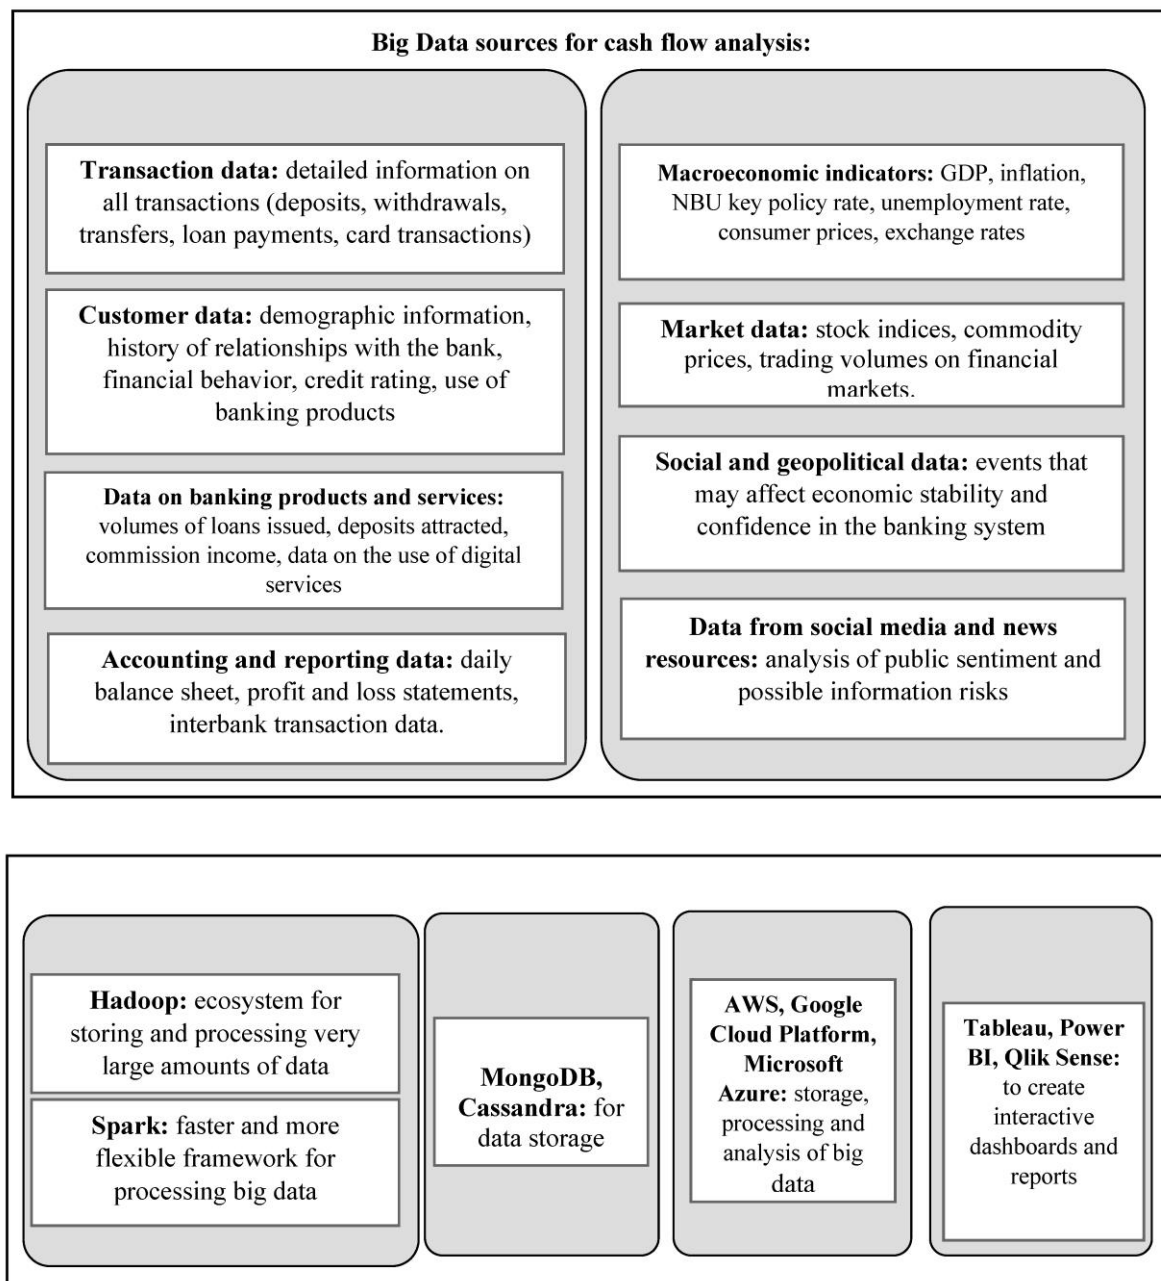 Big Data sources for cash flow analysis:
Transaction data: detailed information on
all transactions (deposits, withdrawals,
transfers, loan payments, card transactions)
Customer data: demographic information,
history of relationships with the bank,
financial behavior, credit rating, use of
banking products
Data on banking products and services:
volumes of loans issued, deposits attracted,
commission income, data on the use of digital
services
Accounting and reporting data: daily
balance sheet, profit and loss statements,
interbank transaction data.
Macroeconomic indicators: GDP, inflation,
NBU key policy rate, unemployment rate,
consumer prices, exchange rates
Market data: stock indices, commodity
prices, trading volumes on financial
markets.
Social and geopolitical data: events that
may affect economic stability and
confidence in the banking system
Data from social media and news
resources: analysis of public sentiment and
possible information risks
Hadoop: ecosystem for
storing and processing very
large amounts of data
Spark: faster and more
flexible framework for
processing big data
MongoDB,
Cassandra: for
data storage
AWS, Google
Cloud Platform,
Microsoft
Azure: storage,
processing and
analysis of big
data
Tableau, Power
BI, Qlik Sense:
to create
interactive
dashboards and
reports